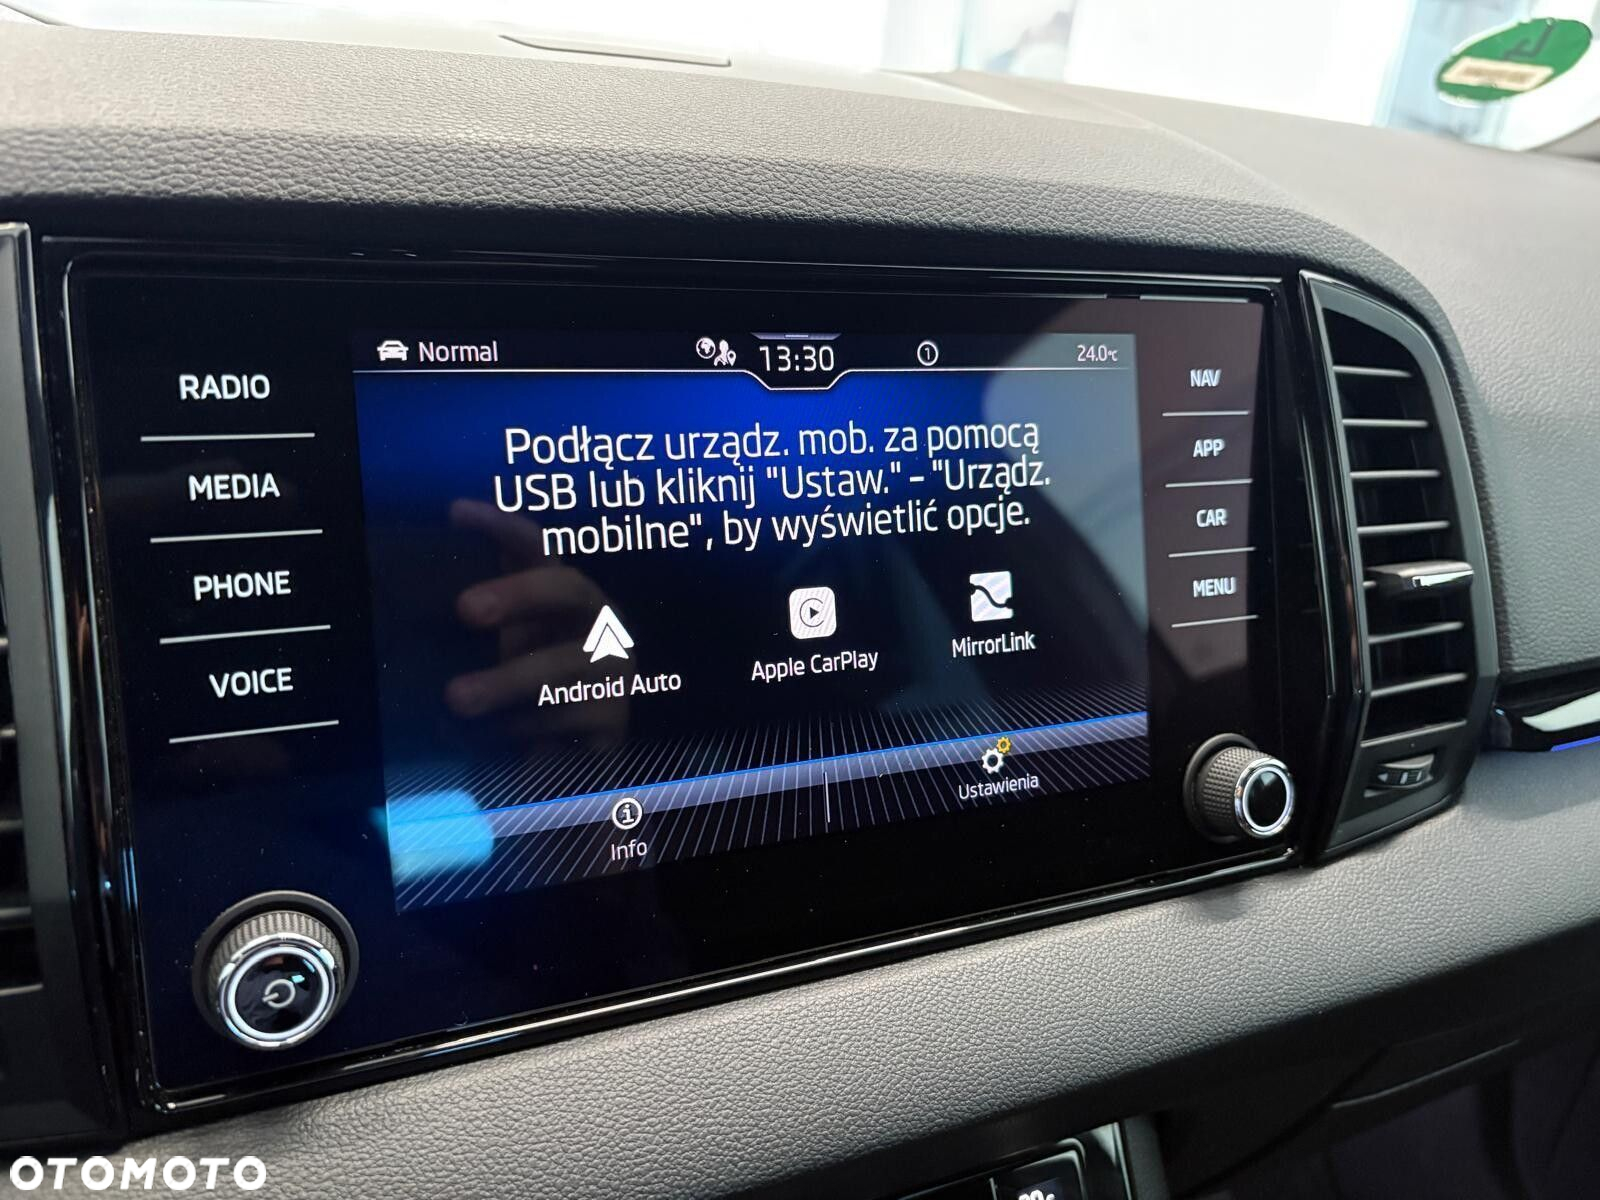 Normal
13:30
1
24.0°C
RADIO
MEDIA
PHONE
VOICE
NAV
APP
CAR
MENU
Podłącz urządz. mob. za pomocą
USB lub kliknij "Ustaw." - "Urządz.
mobilne", by wyświetlić opcje.
Android Auto
Apple CarPlay
MirrorLink
Info
Ustawienia
OTOMOTO